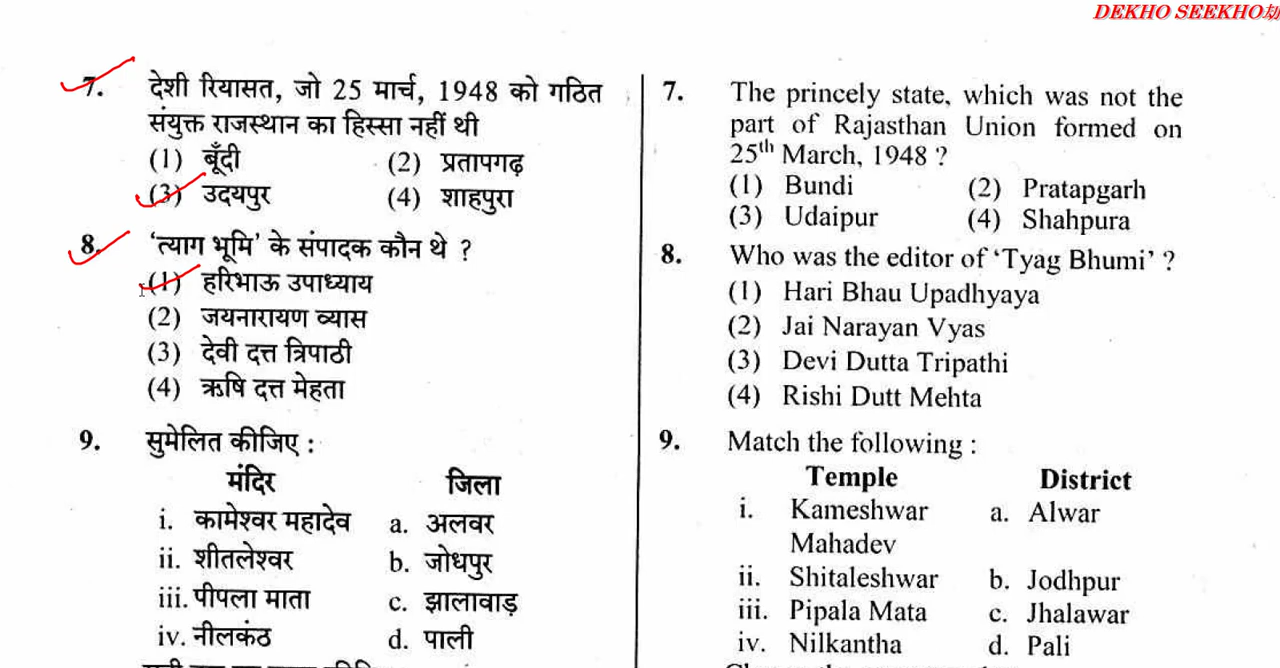 DEKHO SEEKHO
7. देशी रियासत, जो 25 मार्च, 1948 को गठित
संयुक्त राजस्थान का हिस्सा नहीं थी
(1) बूँदी (2) प्रतापगढ़
(3) उदयपुर (4) शाहपुरा
8. 'त्याग भूमि' के संपादक कौन थे ?
(1) हरिभाऊ उपाध्याय
(2) जयनारायण व्यास
(3) देवी दत्त त्रिपाठी
(4) ऋषि दत्त मेहता
9. सुमेलित कीजिए :
मंदिर जिला
i. कामेश्वर महादेव a. अलवर
ii. शीतलेश्वर b. जोधपुर
iii. पीपला माता c. झालावाड़
iv. नीलकंठ d. पाली
7. The princely state, which was not the
part of Rajasthan Union formed on
25th March, 1948 ?
(1) Bundi (2) Pratapgarh
(3) Udaipur (4) Shahpura
8. Who was the editor of 'Tyag Bhumi' ?
(1) Hari Bhau Upadhyaya
(2) Jai Narayan Vyas
(3) Devi Dutta Tripathi
(4) Rishi Dutt Mehta
9. Match the following :
Temple District
i. Kameshwar a. Alwar
Mahadev
ii. Shitaleshwar b. Jodhpur
iii. Pipala Mata c. Jhalawar
iv. Nilkantha d. Pali